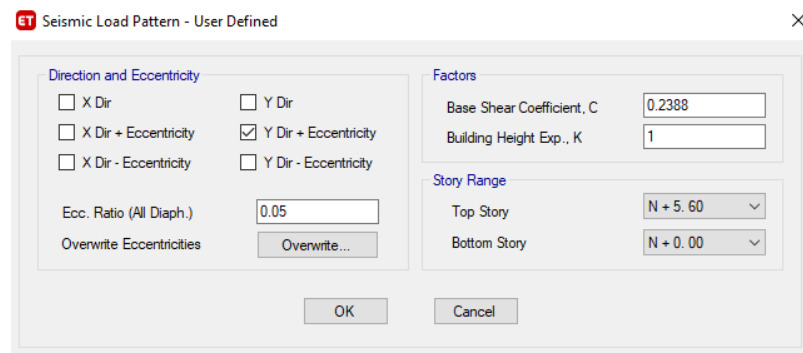 ET Seismic Load Pattern - User Defined
Direction and Eccentricity
X Dir
Y Dir
X Dir + Eccentricity
Y Dir + Eccentricity
X Dir - Eccentricity
Y Dir - Eccentricity
Ecc. Ratio (All Diaph.) 0.05
Overwrite Eccentricities Overwrite...
Factors
Base Shear Coefficient, C 0.2388
Building Height Exp., K 1
Story Range
Top Story N + 5. 60
Bottom Story N + 0. 00
OK
Cancel